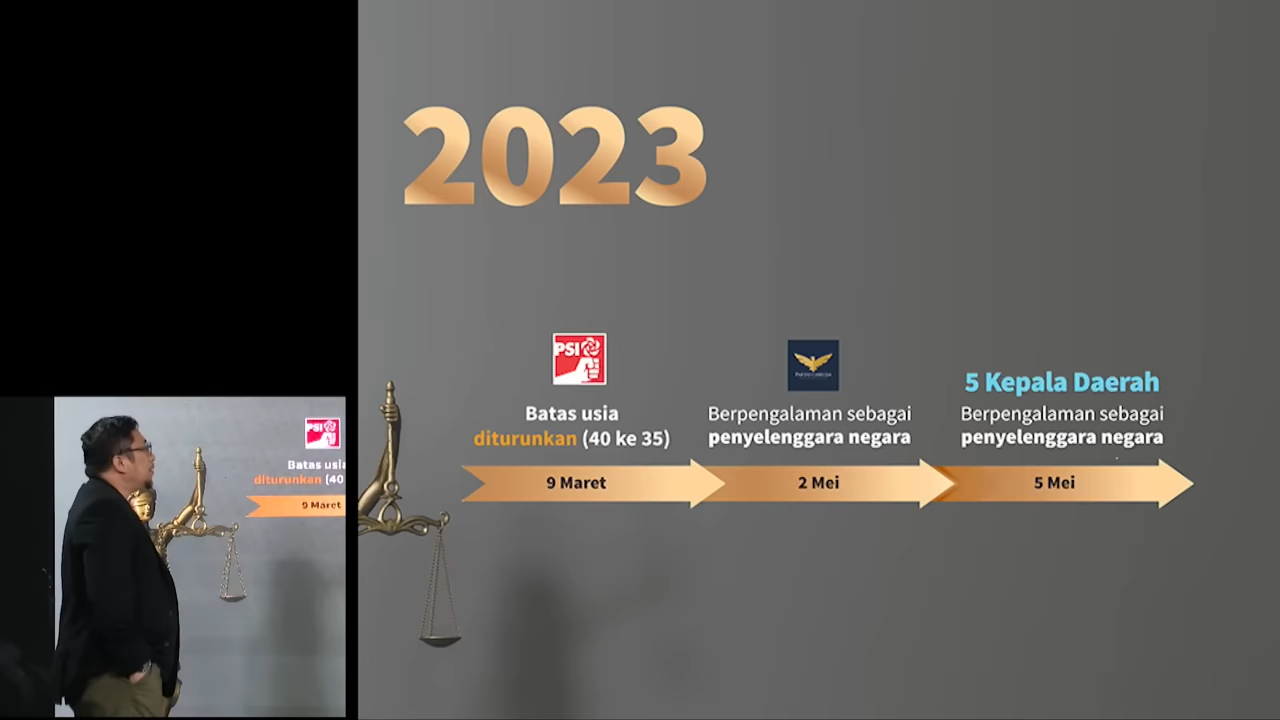 2023
PSI
Batas usia
diturunkan (40 ke 35)
9 Maret
Berpengalaman sebagai
penyelenggara negara
2 Mei
5 Kepala Daerah
Berpengalaman sebagai
penyelenggara negara
5 Mei
PSI
Batas usia
diturunkan (40
9 Maret